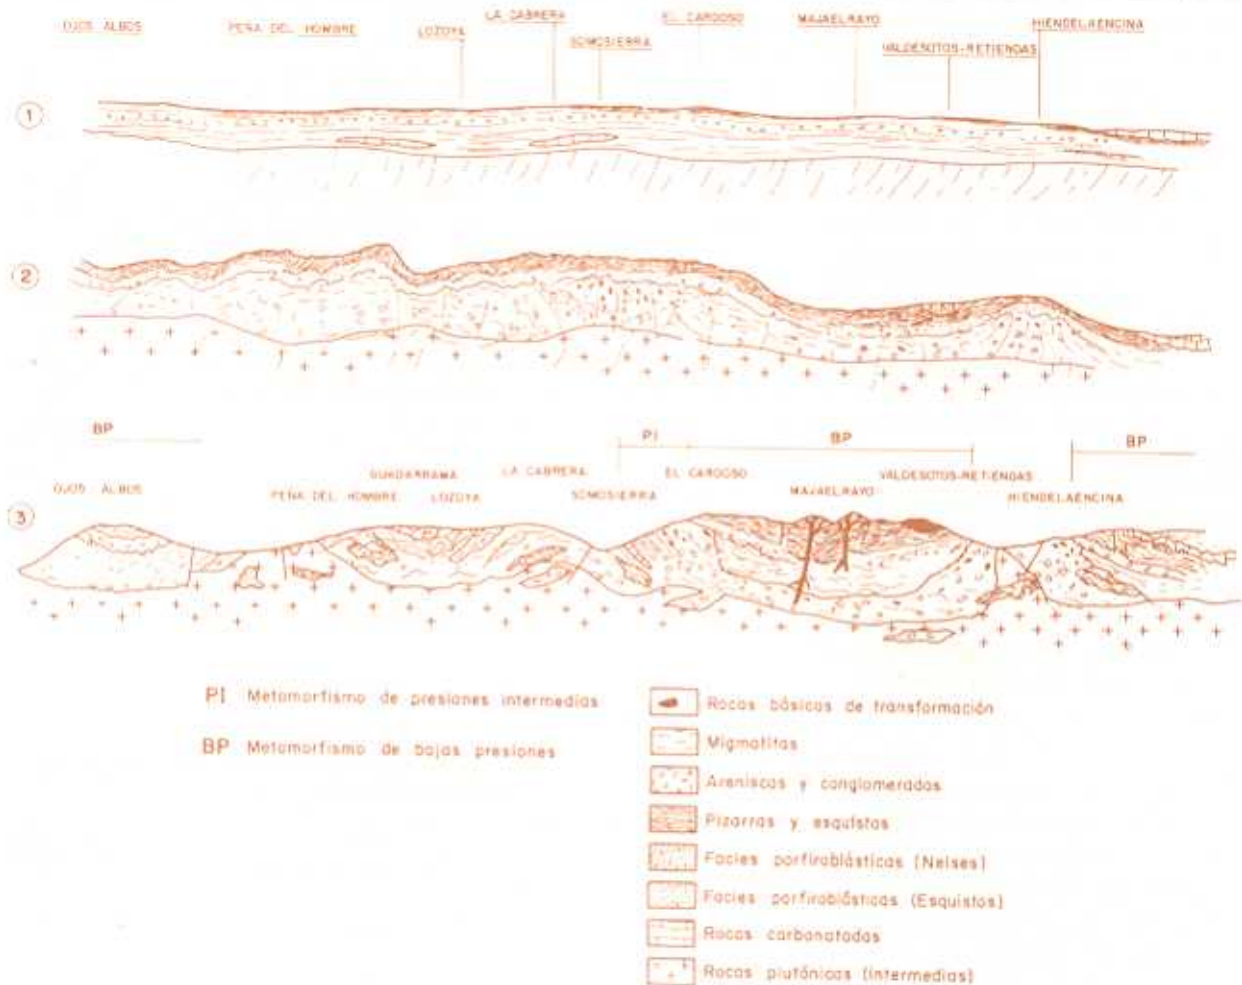 OJOS ALBOS
PEÑA DEL HOMBRE
LOZOYA
LA CABRERA
SOMOSIERRA
EL CARDOSO
MAJAELRAYO
VALDESOTOS-RETIENDAS
HIENDELAENCINA
1
2
BP
PI
BP
BP
OJOS ALBOS
PEÑA DEL HOMBRE
GUADARRAMA
LOZOYA
LA CABRERA
SOMOSIERRA
EL CARDOSO
MAJAELRAYO
VALDESOTOS-RETIENDAS
HIENDELAENCINA
3
PI Metamorfismo de presiones intermedias
BP Metamorfismo de bajas presiones
Rocas básicas de transformación
Migmatitas
Areniscas y conglomerados
Pizarras y esquistos
Facies porfiroblásticas (Neises)
Facies porfiroblásticas (Esquistos)
Rocas carbonatadas
Rocas plutónicas (intermedias)